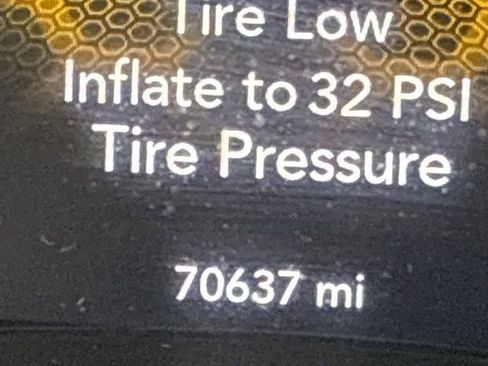 Tire Low
Inflate to 32 PSI
Tire Pressure
70637 mi